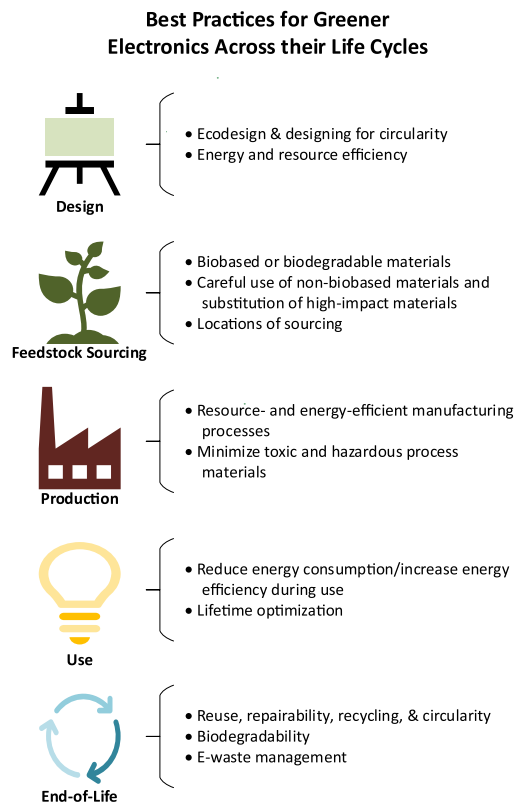 Best Practices for Greener
Electronics Across their Life Cycles
• Ecodesign & designing for circularity
• Energy and resource efficiency
Design
• Biobased or biodegradable materials
• Careful use of non-biobased materials and
substitution of high-impact materials
• Locations of sourcing
Feedstock Sourcing
• Resource- and energy-efficient manufacturing
processes
• Minimize toxic and hazardous process
materials
Production
• Reduce energy consumption/increase energy
efficiency during use
• Lifetime optimization
Use
• Reuse, repairability, recycling, & circularity
• Biodegradability
• E-waste management
End-of-Life